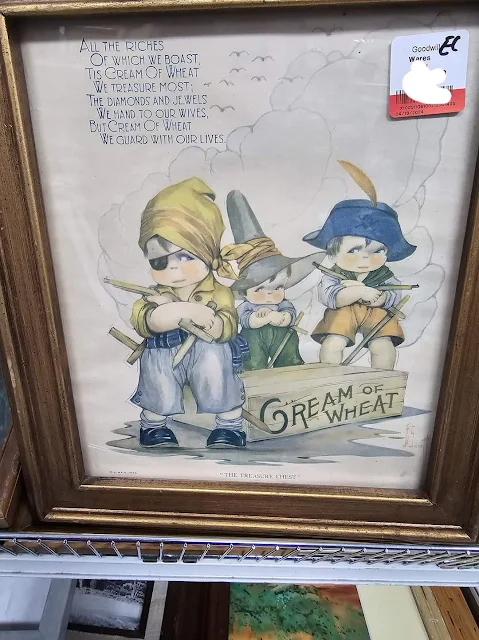 ALL THE RICHES
OF WHICH WE BOAST,
'TIS CREAM OF WHEAT
WE TREASURE MOST;
THE DIAMONDS AND JEWELS
WE HAND TO OUR WIVES,
BUT CREAM OF WHEAT
WE GUARD WITH OUR LIVES.
Goodwill
EC
Wares
CREAM OF
WHEAT
"THE TREASURE CHEST"